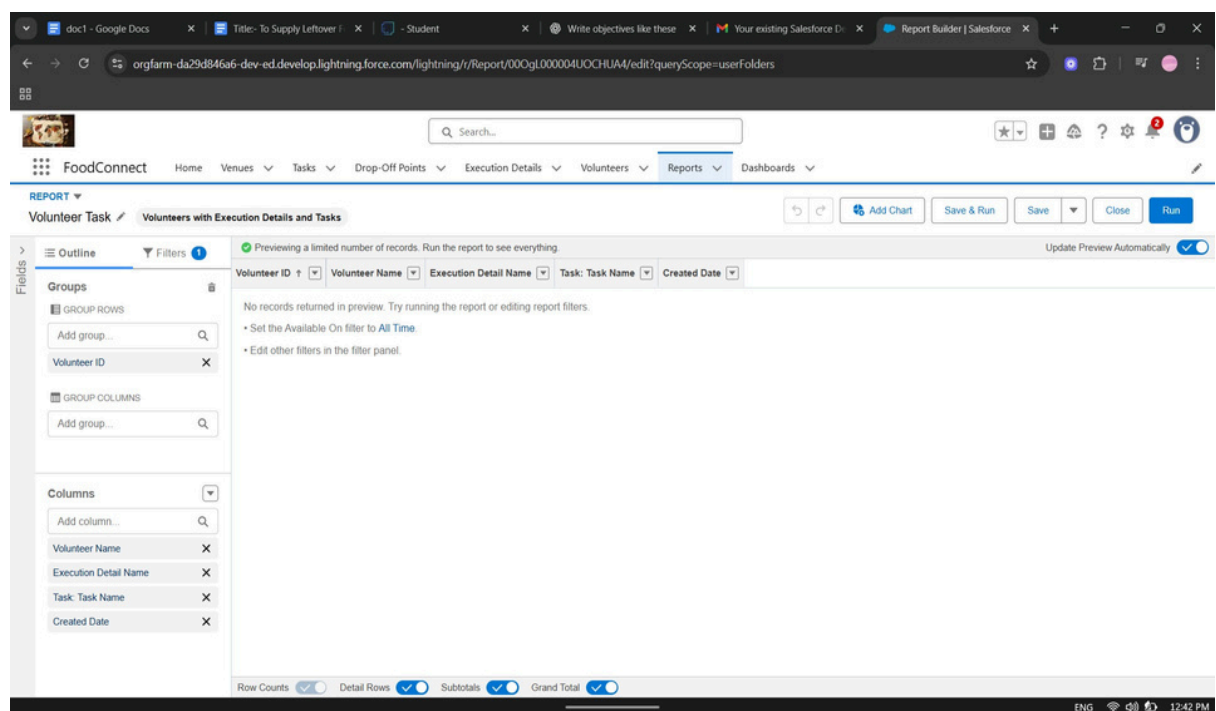 doc1 - Google Docs
Title:- To Supply Leftover F
- Student
Write objectives like these
Your existing Salesforce De
Report Builder | Salesforce
orgfarm-da29d846a6-dev-ed.develop.lightning.force.com/lightning/r/Report/00OgL000004UOCHUA4/edit?queryScope=userFolders
Search...
2
FoodConnect Home Venues Tasks Drop-Off Points Execution Details Volunteers Reports Dashboards
REPORT
Volunteer Task Volunteers with Execution Details and Tasks
Add Chart Save & Run Save Close Run
Fields
Outline Filters 1
Previewing a limited number of records. Run the report to see everything.
Update Preview Automatically
Groups
GROUP ROWS
Add group...
Volunteer ID
GROUP COLUMNS
Add group...
Columns
Add column...
Volunteer Name
Execution Detail Name
Task: Task Name
Created Date
Volunteer ID Volunteer Name Execution Detail Name Task: Task Name Created Date
No records returned in preview. Try running the report or editing report filters.
• Set the Available On filter to All Time.
• Edit other filters in the filter panel.
Row Counts Detail Rows Subtotals Grand Total
ENG 12:42 PM